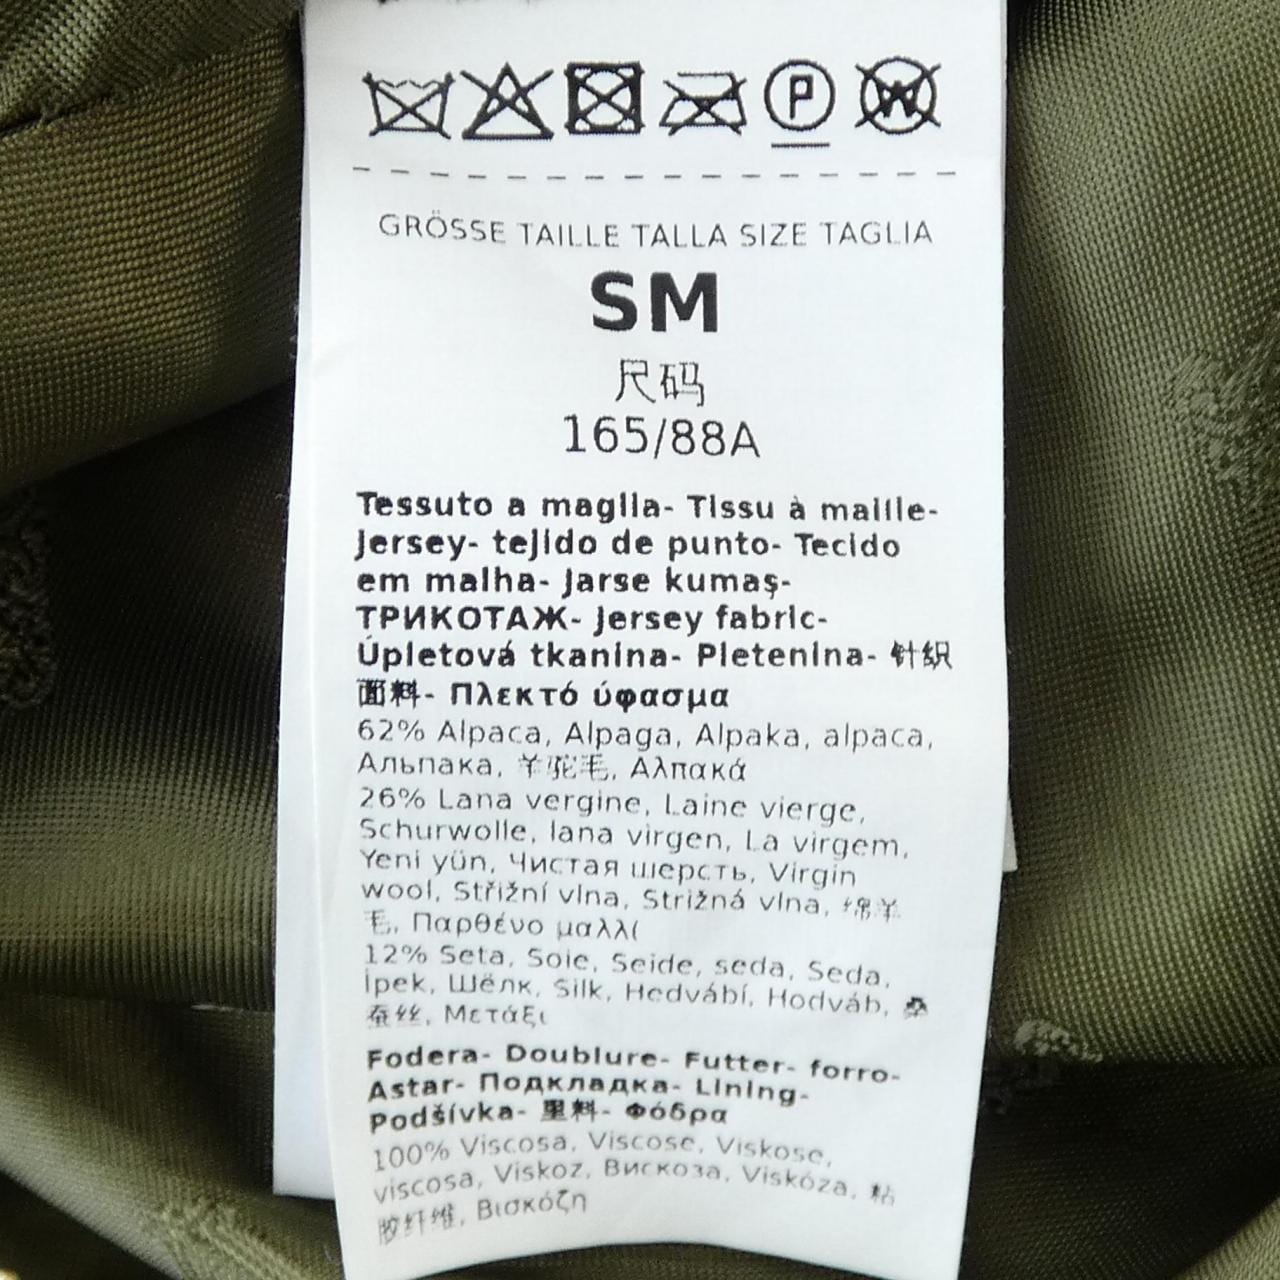 P W
GRÖSSE TAILLE TALLA SIZE TAGLIA
SM
尺码
165/88A
Tessuto a maglia- Tissu à maille-
Jersey- tejido de punto- Tecido
em malha- Jarse kumaş-
ТРИКОТАЖ- Jersey fabric-
Úpletová tkanina- Pletenina- 针织
面料- Πλεκτό ύφασμα
62% Alpaca, Alpaga, Alpaka, alpaca,
Альпака, 羊驼毛, Αλπακά
26% Lana vergine, Laine vierge,
Schurwolle, lana virgen, La virgem,
Yeni yün, Чистая шерсть, Virgin
wool, Střižní vlna, Strižná vlna, 绵羊
毛, Παρθένο μαλλί
12% Seta, Soie, Seide, seda, Seda,
İpek, Шёлк, Silk, Hedvábí, Hodváb, 桑
蚕丝, Μετάξι
Fodera- Doublure- Futter- forro-
Astar- Подкладка- Lining-
Podšívka- 里料- Φόδρα
100% Viscosa, Viscose, Viskose,
viscosa, Viskoz, Вискоза, Viskóza, 粘
胶纤维, Βισκόζη